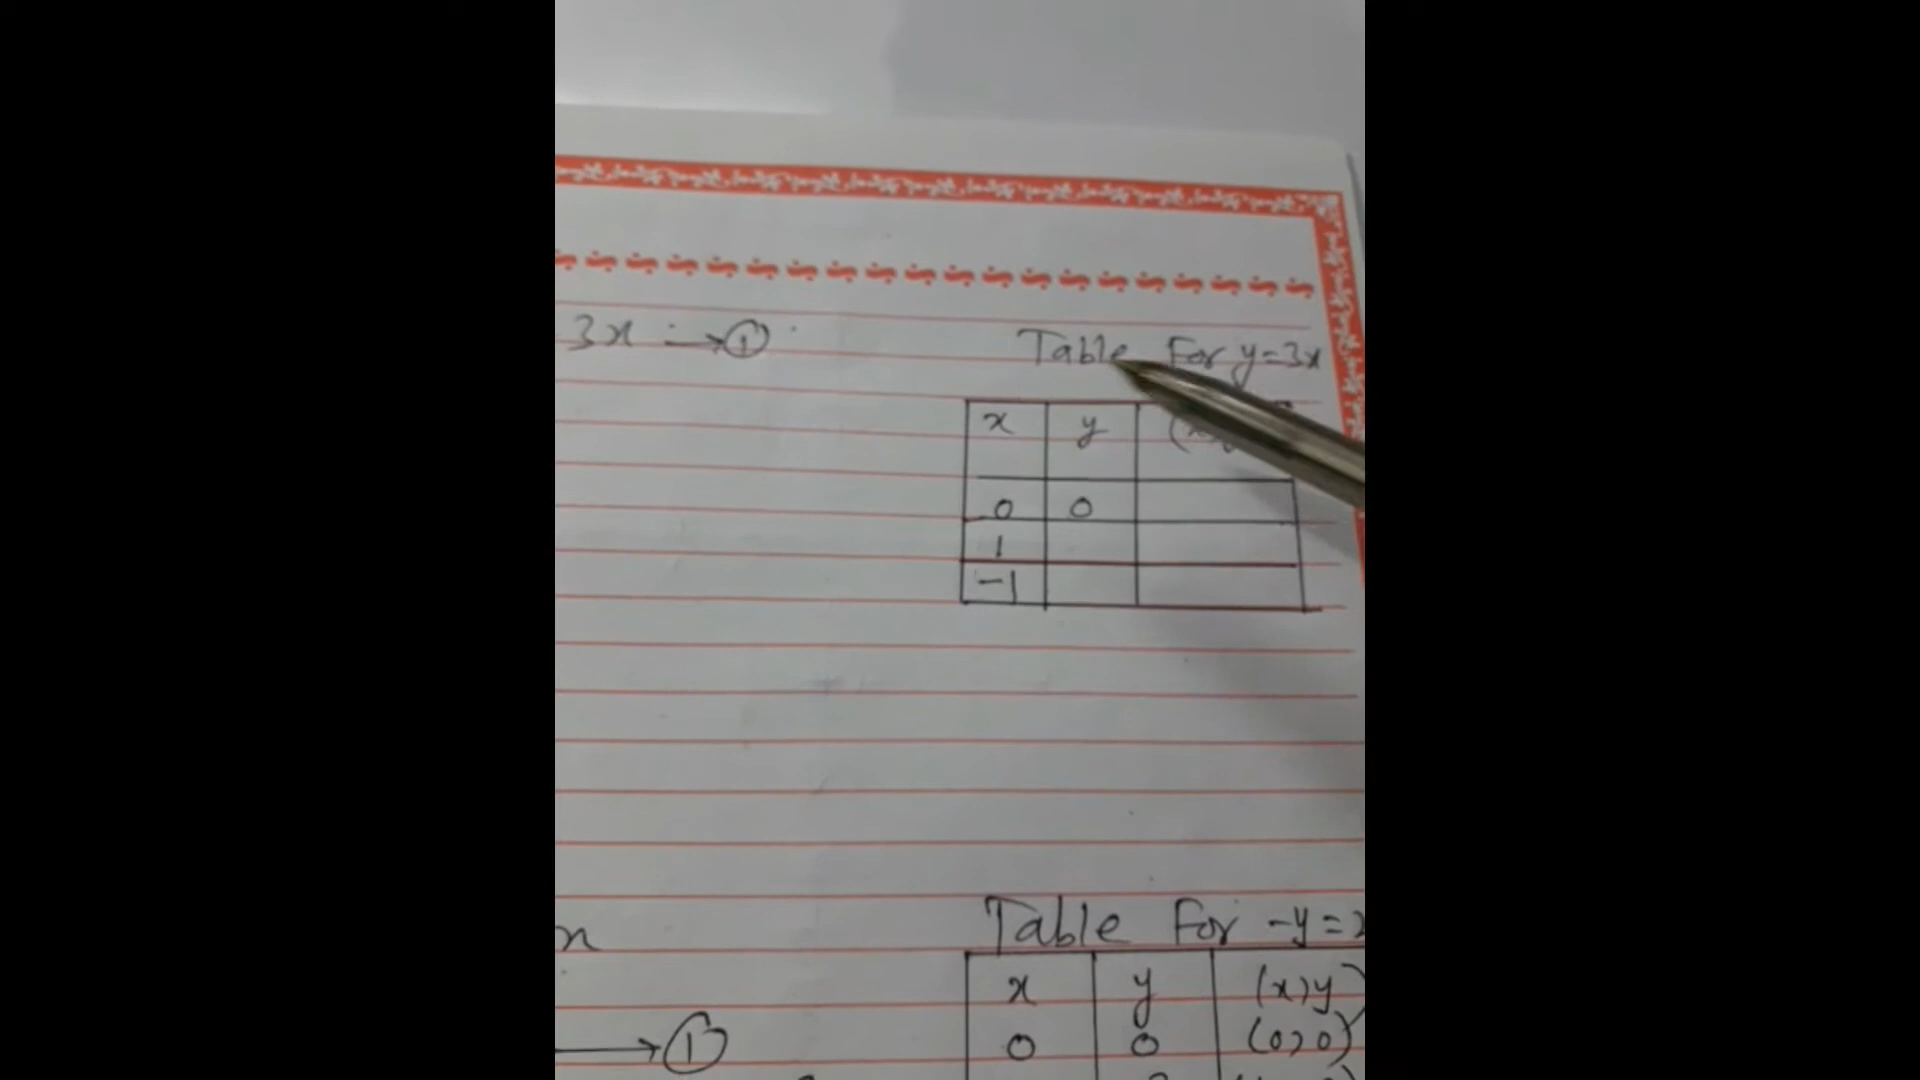 3x → ①
Table For y=3x
x y
0 0
1
-1
x
Table For -y=
x y (x,y)
→ ①
0 0 (0,0)